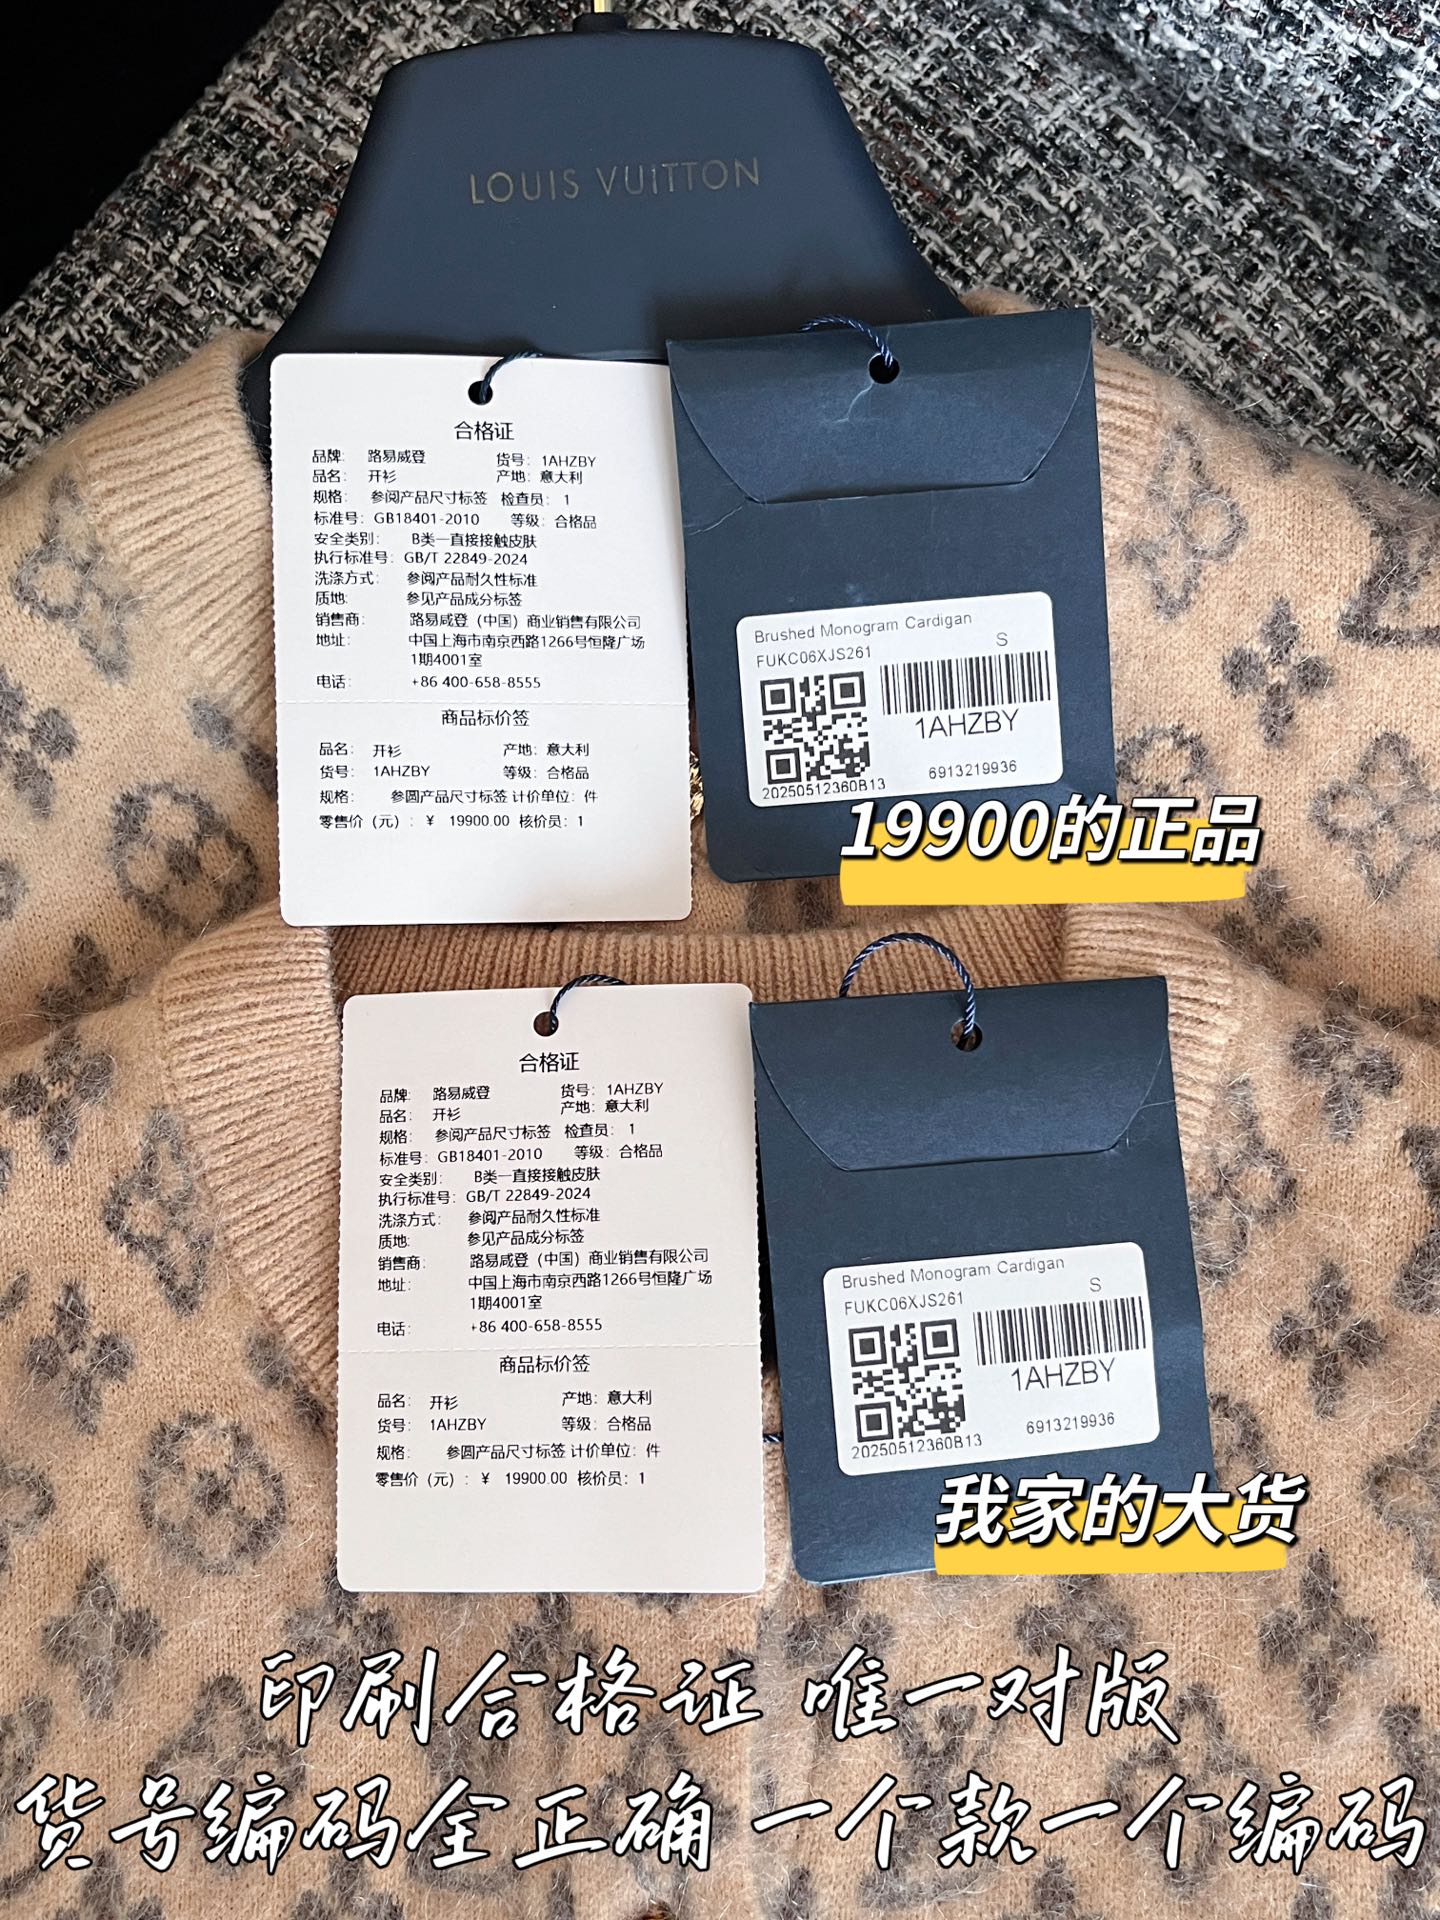 LOUIS VUITTON
合格证
品牌: 路易威登 货号: 1AHZBY
品名: 开衫 产地: 意大利
规格: 参阅产品尺寸标签 检查员: 1
标准号: GB18401-2010 等级: 合格品
安全类别: B类一直接接触皮肤
执行标准号: GB/T 22849-2024
洗涤方式: 参阅产品耐久性标准
质地: 参见产品成分标签
销售商: 路易威登（中国）商业销售有限公司
地址: 中国上海市南京西路1266号恒隆广场
1期4001室
电话: +86 400-658-8555
商品标价签
品名: 开衫 产地: 意大利
货号: 1AHZBY 等级: 合格品
规格: 参圆产品尺寸标签 计价单位: 件
零售价（元）: ¥ 19900.00 核价员: 1
Brushed Monogram Cardigan
FUKC06XJS261
S
1AHZBY
6913219936
20250512360B13
19900的正品
合格证
品牌: 路易威登 货号: 1AHZBY
品名: 开衫 产地: 意大利
规格: 参阅产品尺寸标签 检查员: 1
标准号: GB18401-2010 等级: 合格品
安全类别: B类一直接接触皮肤
执行标准号: GB/T 22849-2024
洗涤方式: 参阅产品耐久性标准
质地: 参见产品成分标签
销售商: 路易威登（中国）商业销售有限公司
地址: 中国上海市南京西路1266号恒隆广场
1期4001室
电话: +86 400-658-8555
商品标价签
品名: 开衫 产地: 意大利
货号: 1AHZBY 等级: 合格品
规格: 参圆产品尺寸标签 计价单位: 件
零售价（元）: ¥ 19900.00 核价员: 1
Brushed Monogram Cardigan
FUKC06XJS261
S
1AHZBY
6913219936
20250512360B13
我家的大货
印刷合格证 唯一对版
货号编码全正确 一个款一个编码